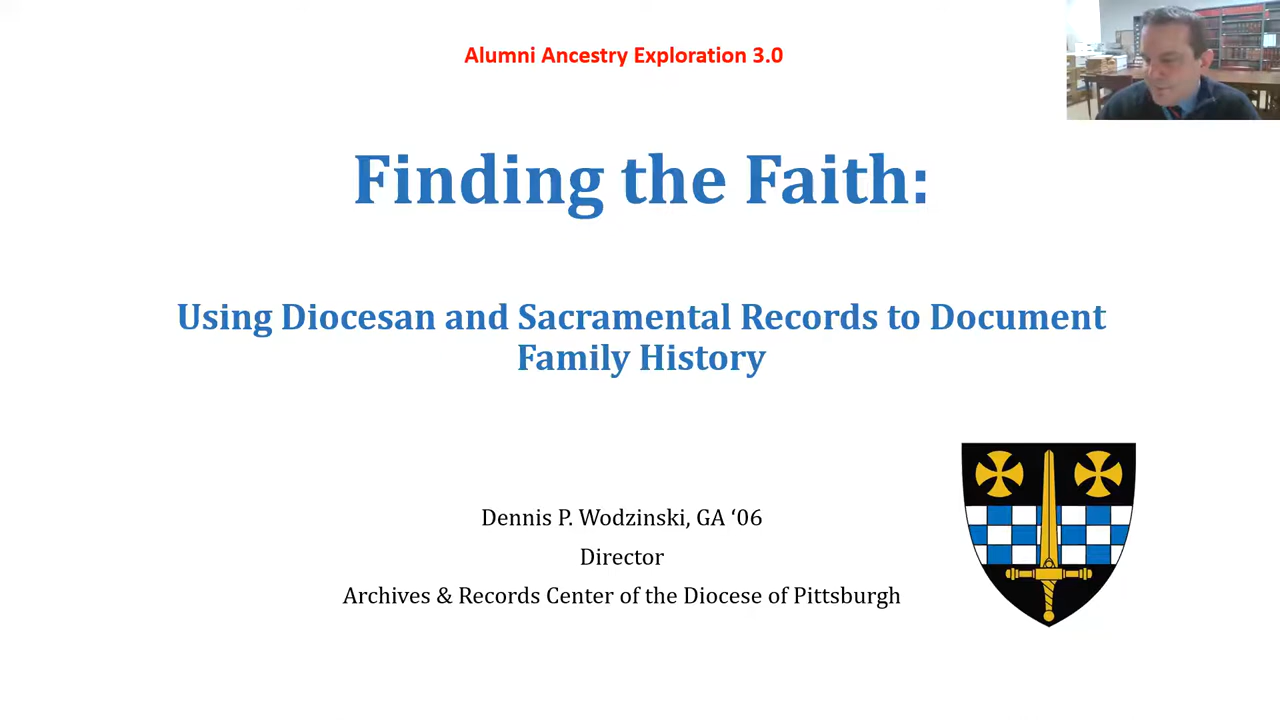 Alumni Ancestry Exploration 3.0
Finding the Faith:
Using Diocesan and Sacramental Records to Document
Family History
Dennis P. Wodzinski, GA ‘06
Director
Archives & Records Center of the Diocese of Pittsburgh